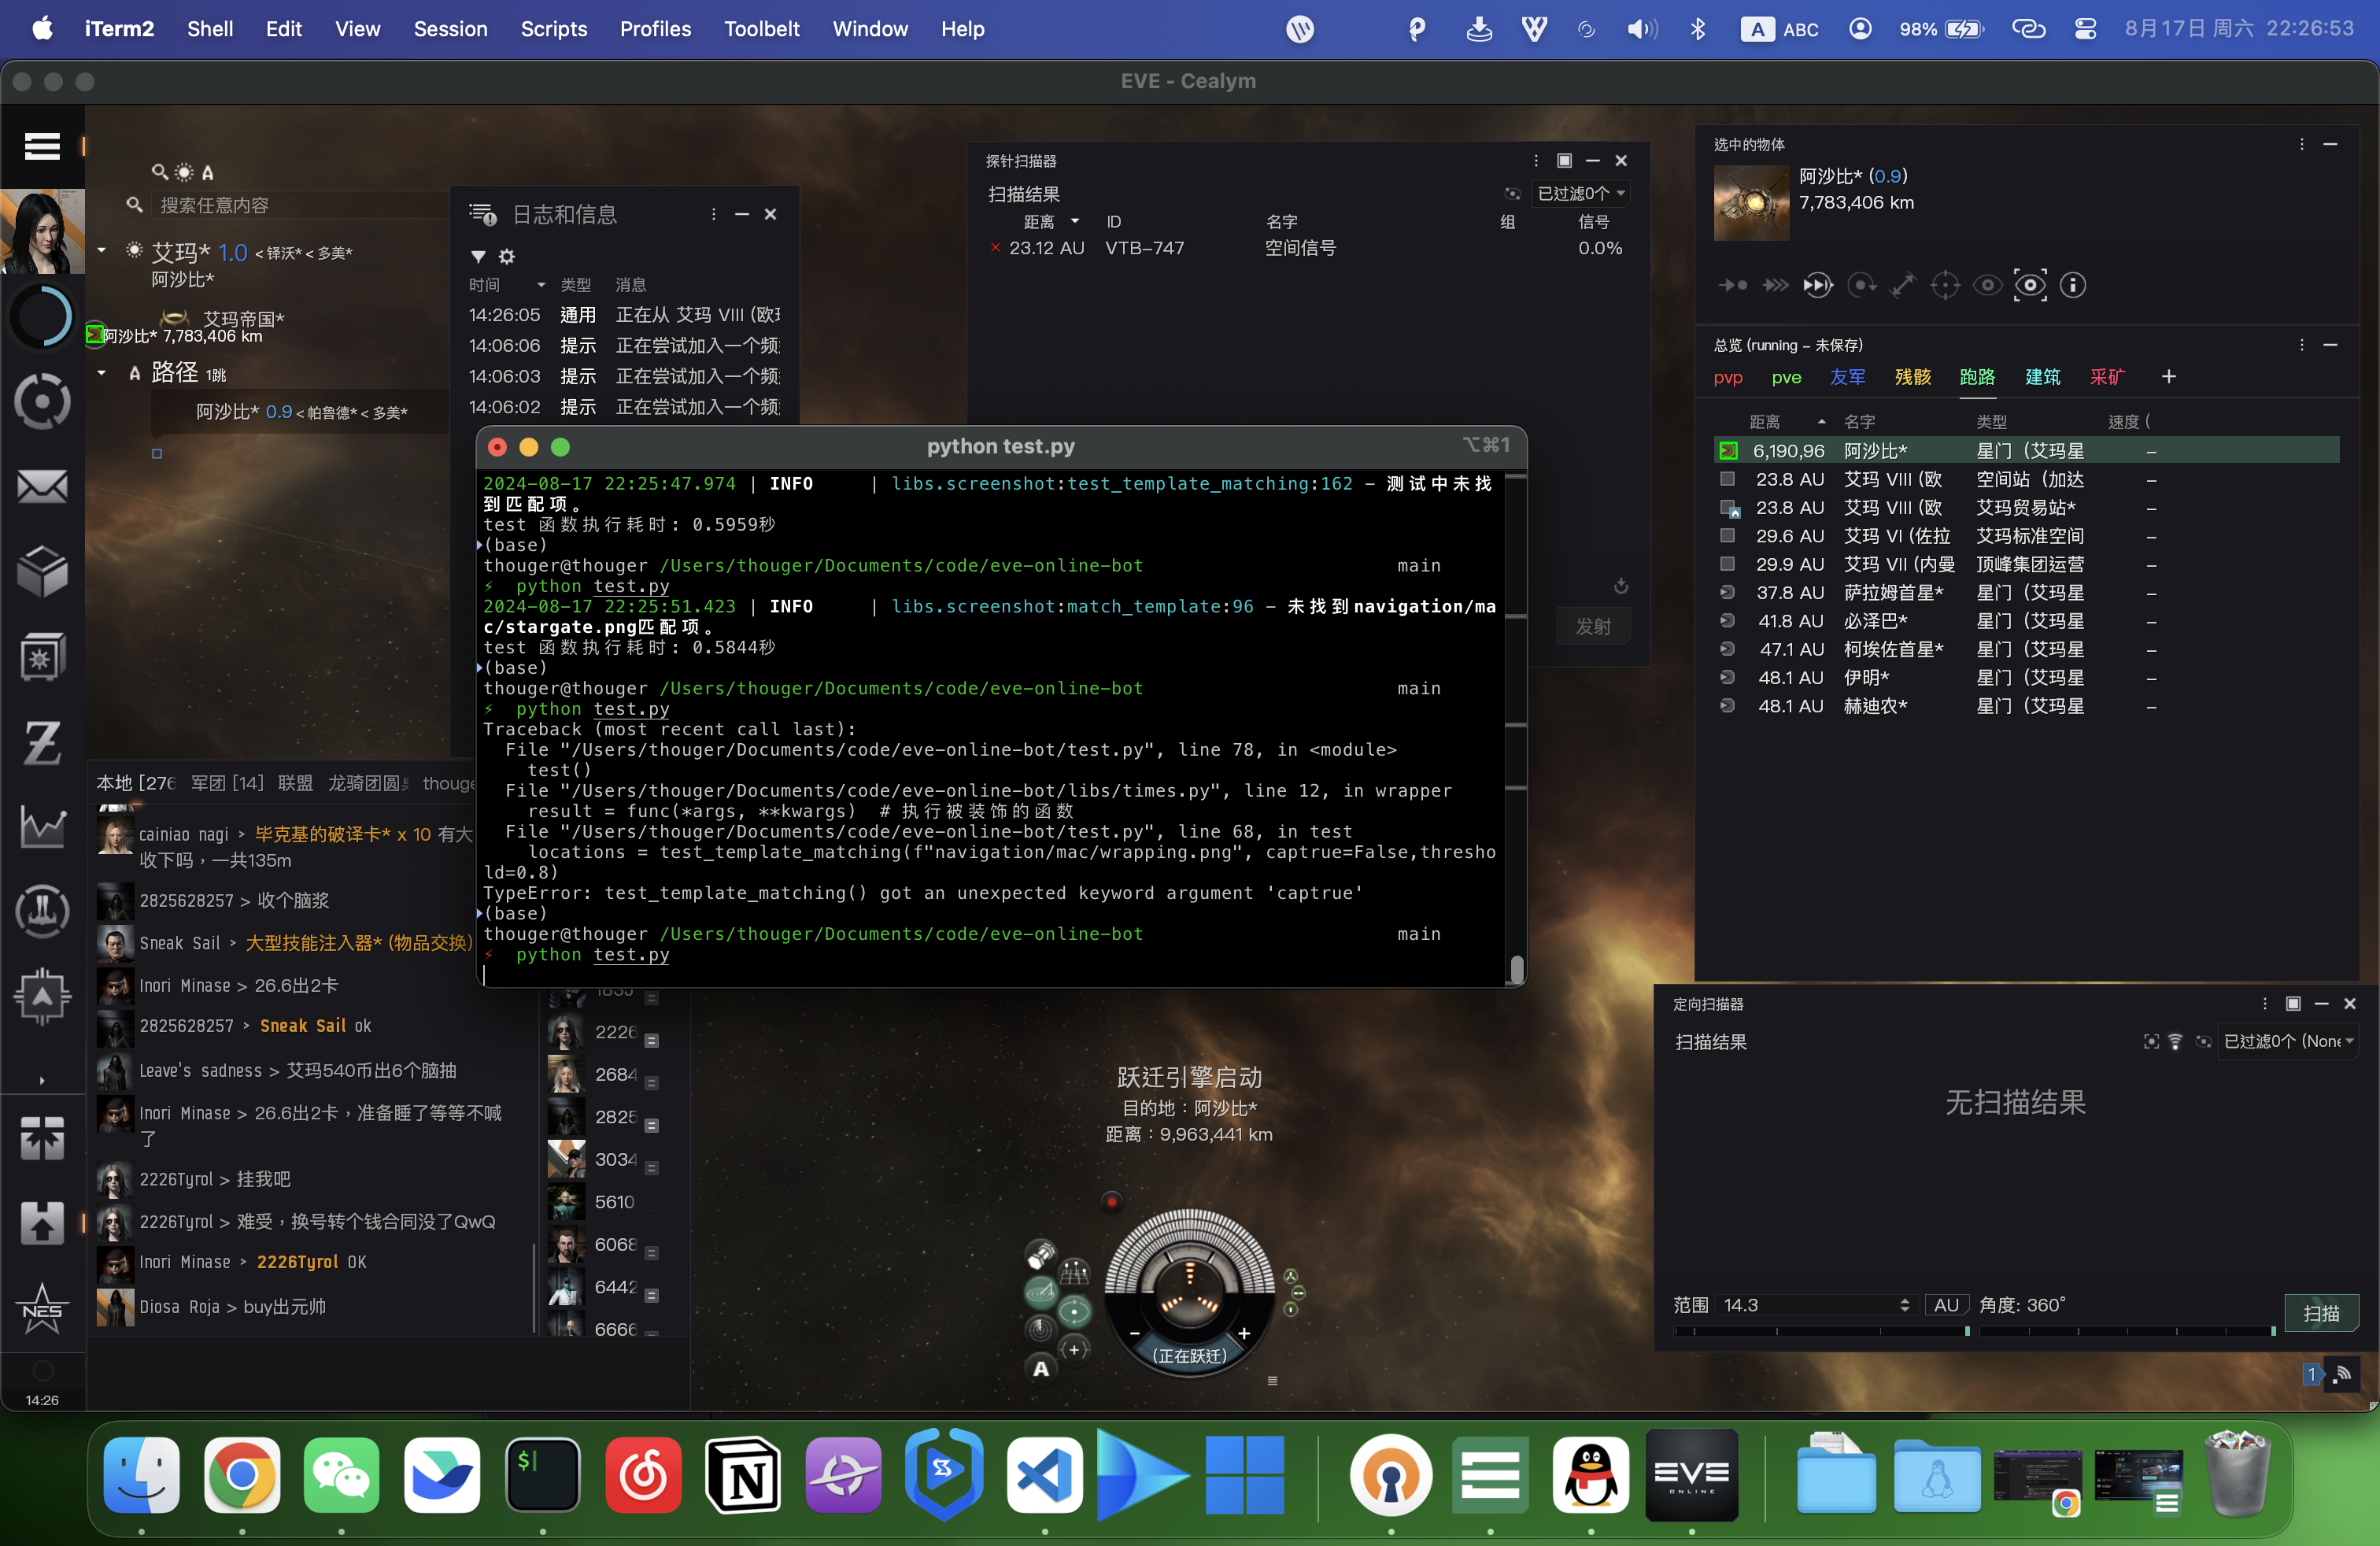 iTerm2 Shell Edit View Session Scripts Profiles Toolbelt Window Help
A ABC 98% 8月17日 周六 22:26:53
EVE - Cealym
搜索任意内容
艾玛* 1.0 < 铎沃* < 多美*
阿沙比*
艾玛帝国*
阿沙比* 7,783,406 km
路径 1跳
阿沙比* 0.9 < 帕鲁德* < 多美*
日志和信息
时间 类型 消息
14:26:05 通用 正在从 艾玛 VIII (欧
14:06:06 提示 正在尝试加入一个频
14:06:03 提示 正在尝试加入一个频
14:06:02 提示 正在尝试加入一个频
探针扫描器
扫描结果 已过滤0个
距离 ID 名字 组 信号
23.12 AU VTB-747 空间信号 0.0%
发射
选中的物体
阿沙比* (0.9)
7,783,406 km
总览 (running - 未保存)
pvp pve 友军 残骸 跑路 建筑 采矿 +
距离 名字 类型 速度 (
6,190,96 阿沙比* 星门 (艾玛星 –
23.8 AU 艾玛 VIII (欧 空间站 (加达 –
23.8 AU 艾玛 VIII (欧 艾玛贸易站* –
29.6 AU 艾玛 VI (佐拉 艾玛标准空间 –
29.9 AU 艾玛 VII (内曼 顶峰集团运营 –
37.8 AU 萨拉姆首星* 星门 (艾玛星 –
41.8 AU 必泽巴* 星门 (艾玛星 –
47.1 AU 柯埃佐首星* 星门 (艾玛星 –
48.1 AU 伊明* 星门 (艾玛星 –
48.1 AU 赫迪农* 星门 (艾玛星 –
python test.py ⌥⌘1
2024-08-17 22:25:47.974 | INFO     | libs.screenshot:test_template_matching:162 - 测试中未找
到匹配项。
test 函数执行耗时: 0.5959秒
(base)
thouger@thouger /Users/thouger/Documents/code/eve-online-bot main
⚡ python test.py
2024-08-17 22:25:51.423 | INFO     | libs.screenshot:match_template:96 - 未找到navigation/ma
c/stargate.png匹配项。
test 函数执行耗时: 0.5844秒
(base)
thouger@thouger /Users/thouger/Documents/code/eve-online-bot main
⚡ python test.py
Traceback (most recent call last):
  File "/Users/thouger/Documents/code/eve-online-bot/test.py", line 78, in <module>
    test()
  File "/Users/thouger/Documents/code/eve-online-bot/libs/times.py", line 12, in wrapper
    result = func(*args, **kwargs)  # 执行被装饰的函数
  File "/Users/thouger/Documents/code/eve-online-bot/test.py", line 68, in test
    locations = test_template_matching(f"navigation/mac/wrapping.png", captrue=False,thresho
ld=0.8)
TypeError: test_template_matching() got an unexpected keyword argument 'captrue'
(base)
thouger@thouger /Users/thouger/Documents/code/eve-online-bot main
⚡ python test.py
本地 [276 军团 [14] 联盟 龙骑团圆 thouge
cainiao nagi > 毕克基的破译卡* x 10 有大
收下吗，一共135m
2825628257 > 收个脑浆
Sneak Sail > 大型技能注入器* (物品交换)
Inori Minase > 26.6出2卡
2825628257 > Sneak Sail ok
Leave's sadness > 艾玛540币出6个脑抽
Inori Minase > 26.6出2卡，准备睡了等等不喊
了
2226Tyrol > 挂我吧
2226Tyrol > 难受，换号转个钱合同没了QwQ
Inori Minase > 2226Tyrol OK
Diosa Roja > buy出元帅
1835
2226
2684
2825
3034
5610
6068
6442
6666
NES
14:26
跃迁引擎启动
目的地：阿沙比*
距离：9,963,441 km
A
(正在跃迁)
定向扫描器
扫描结果 已过滤0个 (None
无扫描结果
范围 14.3 AU 角度: 360°
扫描
1
$
N
EVE
ONLINE